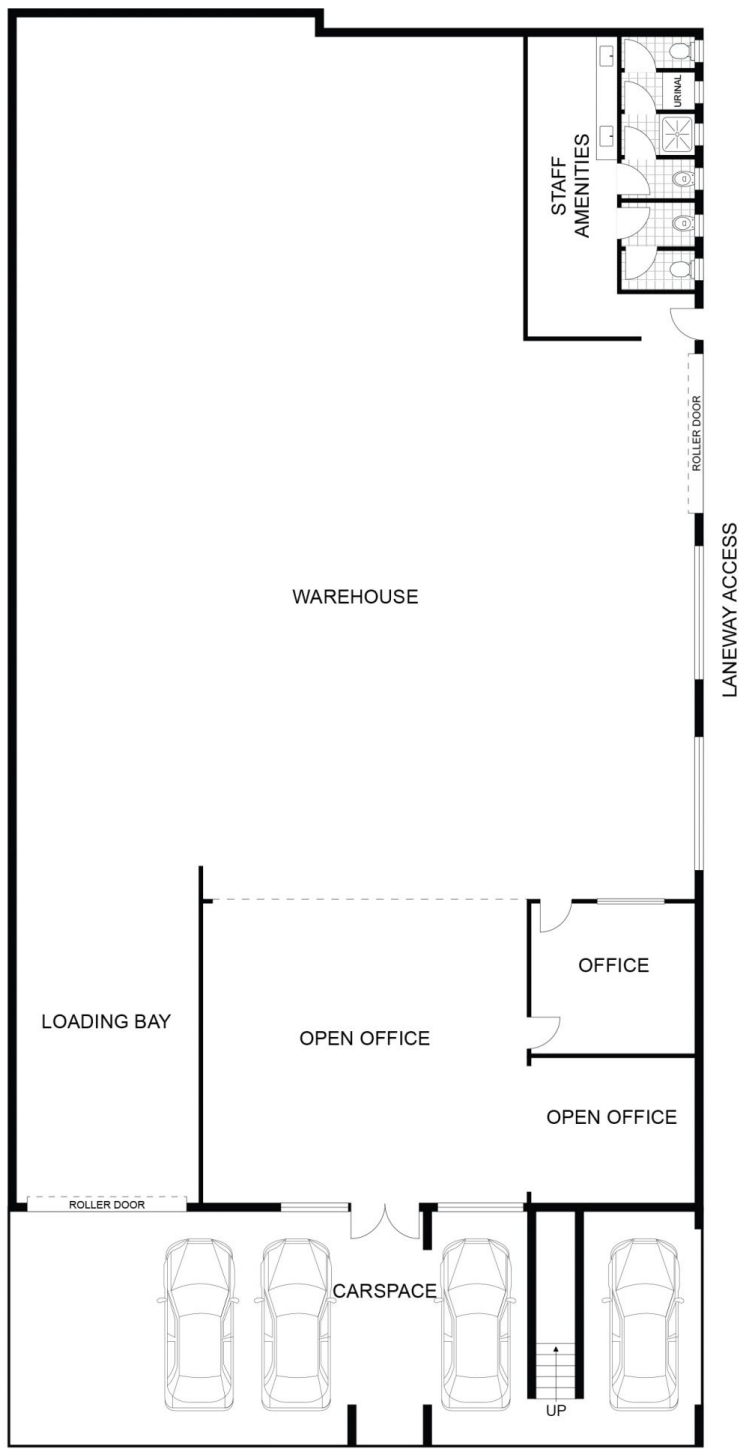 URINAL
STAFF
AMENITIES
ROLLER DOOR
LANEWAY ACCESS
WAREHOUSE
OFFICE
LOADING BAY
OPEN OFFICE
OPEN OFFICE
ROLLER DOOR
CARSPACE
UP